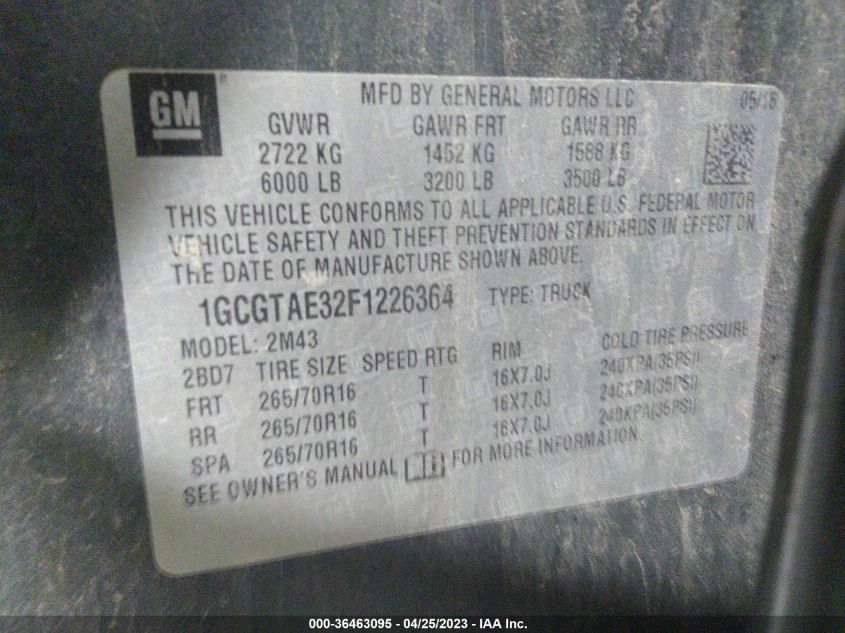 GM ®
MFD BY GENERAL MOTORS LLC 05/15
GVWR GAWR FRT GAWR RR
2722 KG 1452 KG 1588 KG
6000 LB 3200 LB 3500 LB
THIS VEHICLE CONFORMS TO ALL APPLICABLE U.S. FEDERAL MOTOR
VEHICLE SAFETY AND THEFT PREVENTION STANDARDS IN EFFECT ON
THE DATE OF MANUFACTURE SHOWN ABOVE.
1GCGTAE32F1226364 TYPE: TRUCK
MODEL: 2M43
2BD7 TIRE SIZE SPEED RTG RIM COLD TIRE PRESSURE
FRT 265/70R16 T 16X7.0J 240KPA(35PSI)
RR 265/70R16 T 16X7.0J 240KPA(35PSI)
SPA 265/70R16 T 16X7.0J 240KPA(35PSI)
SEE OWNER'S MANUAL FOR MORE INFORMATION.
000-36463095 - 04/25/2023 - IAA Inc.